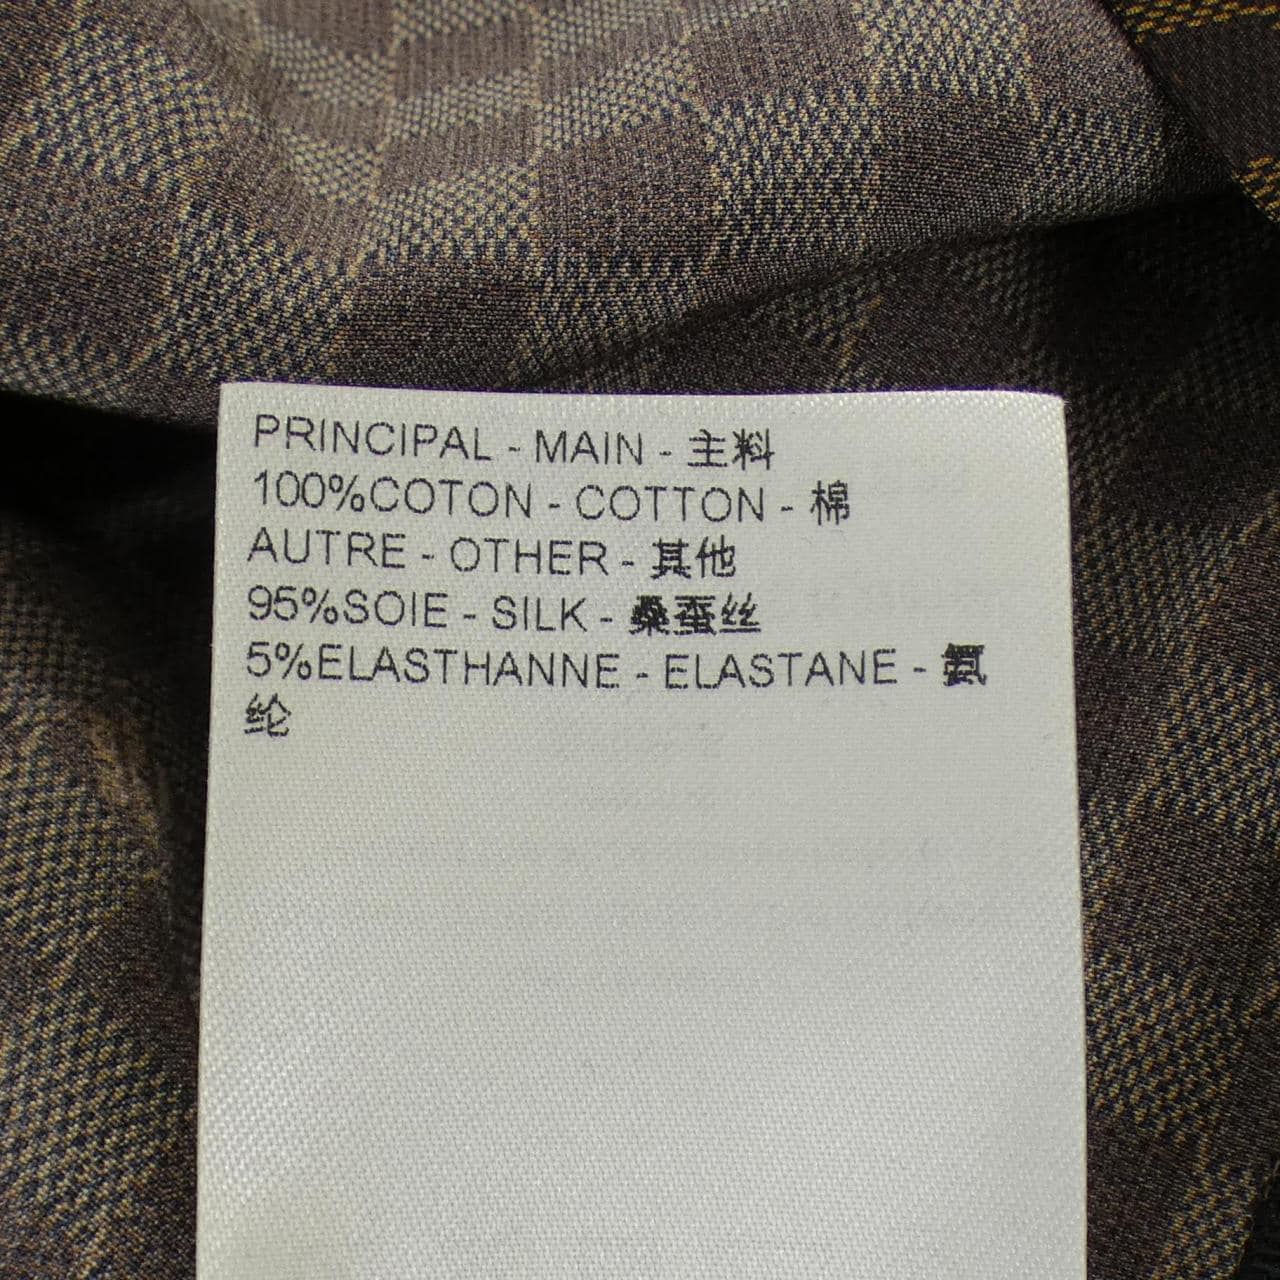 PRINCIPAL - MAIN - 主料
100%COTON - COTTON - 棉
AUTRE - OTHER - 其他
95%SOIE - SILK - 桑蚕丝
5%ELASTHANNE - ELASTANE - 氨
纶